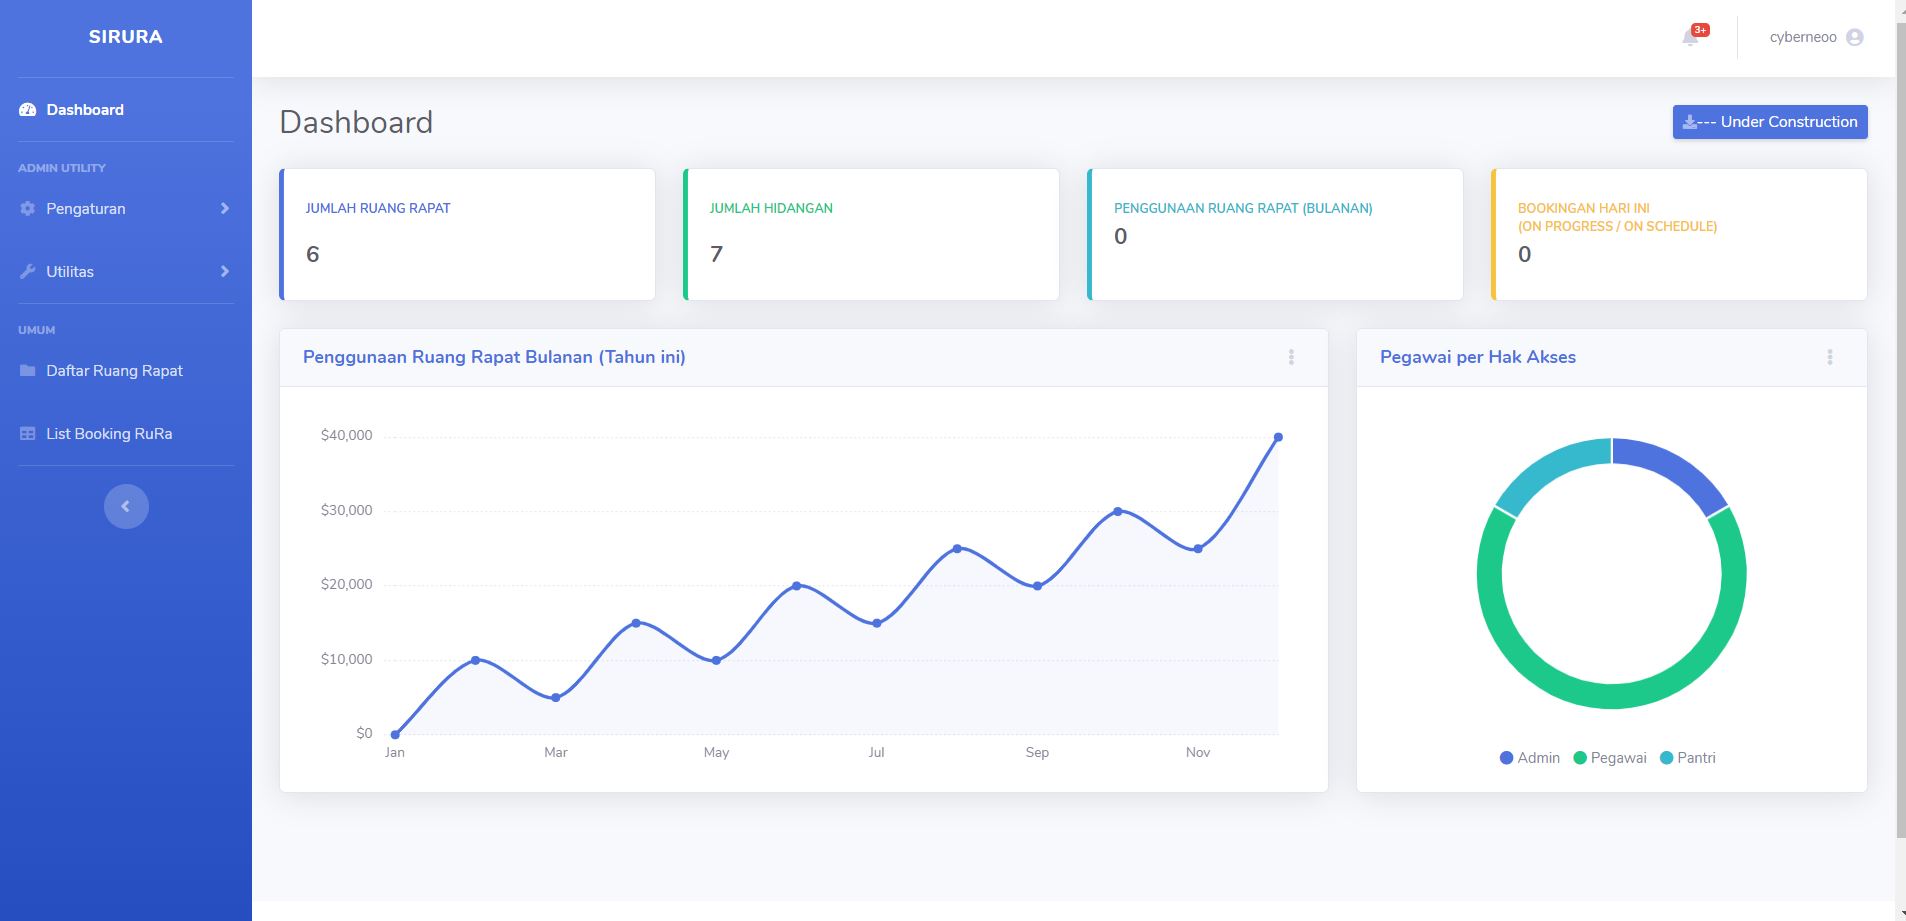 SIRURA
Dashboard
ADMIN UTILITY
Pengaturan
Utilitas
UMUM
Daftar Ruang Rapat
List Booking RuRa
3+
cyberneoo
Dashboard
--- Under Construction
JUMLAH RUANG RAPAT
6
JUMLAH HIDANGAN
7
PENGGUNAAN RUANG RAPAT (BULANAN)
0
BOOKINGAN HARI INI
(ON PROGRESS / ON SCHEDULE)
0
Penggunaan Ruang Rapat Bulanan (Tahun ini)
$40,000
$30,000
$20,000
$10,000
$0
Jan Mar May Jul Sep Nov
Pegawai per Hak Akses
Admin Pegawai Pantri